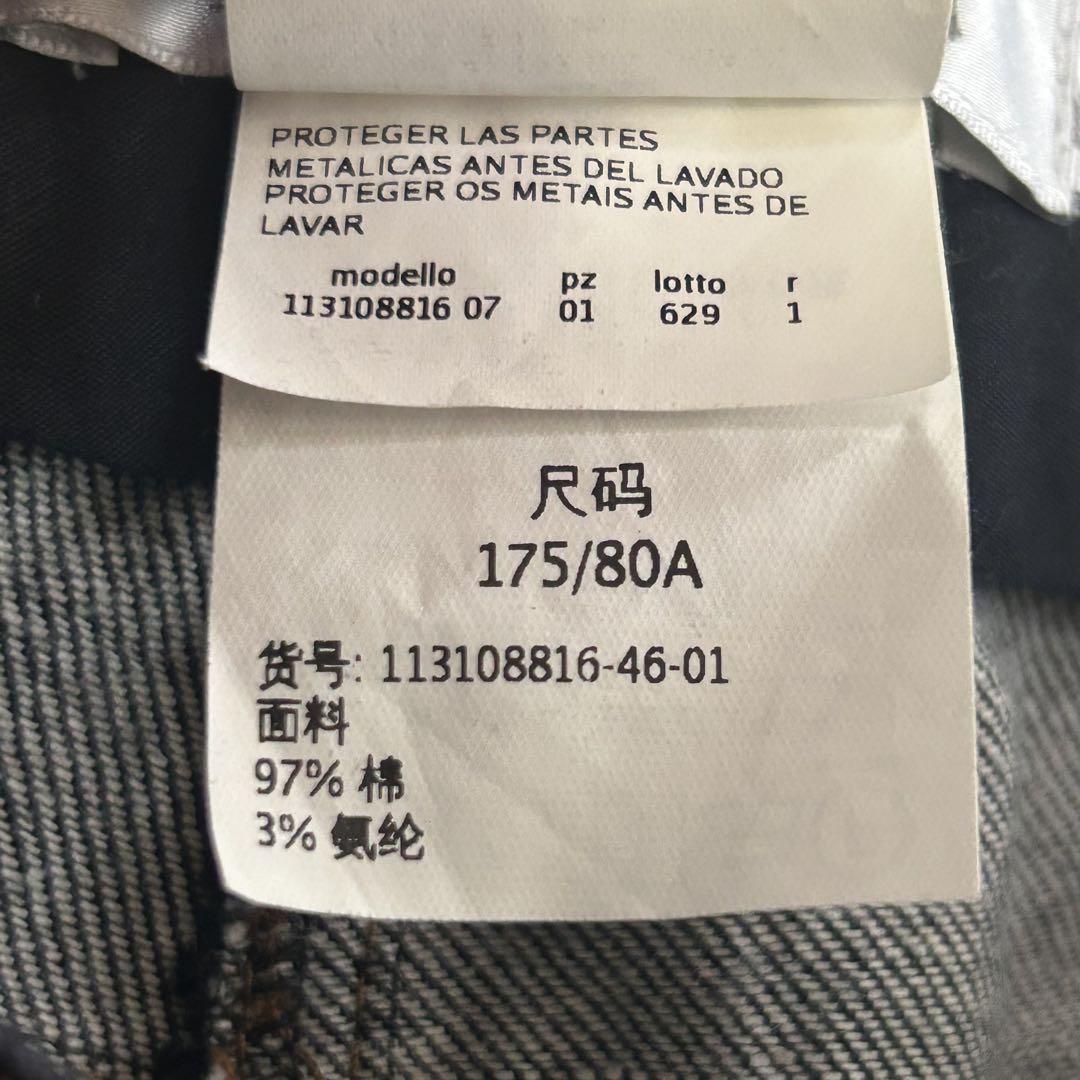 PROTEGER LAS PARTES
METALICAS ANTES DEL LAVADO
PROTEGER OS METAIS ANTES DE
LAVAR
modello pz lotto r
113108816 07 01 629 1
尺码
175/80A
货号: 113108816-46-01
面料
97% 棉
3% 氨纶